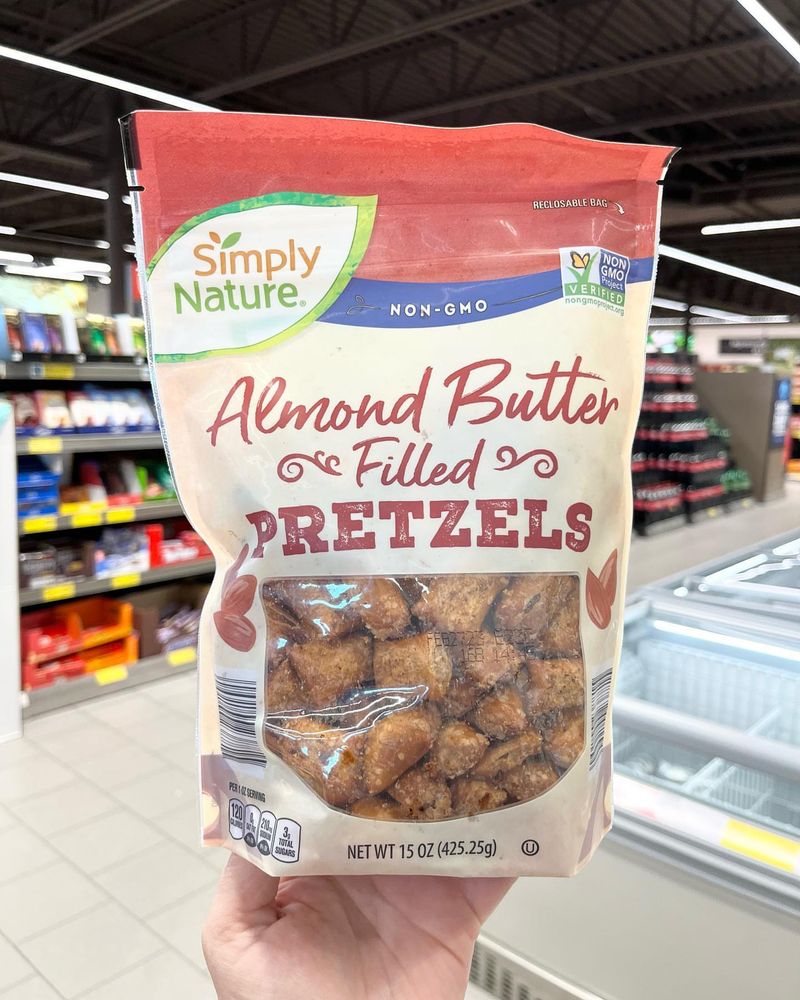 RECLOSABLE BAG
Simply
Nature®
NON-GMO
NON
GMO
Project
VERIFIED
nongmoproject.org
Almond Butter
Filled
PRETZELS
PER 1 OZ SERVING
120
CALORIES
3g
TOTAL
SUGARS
NET WT 15 OZ (425.25g)
U